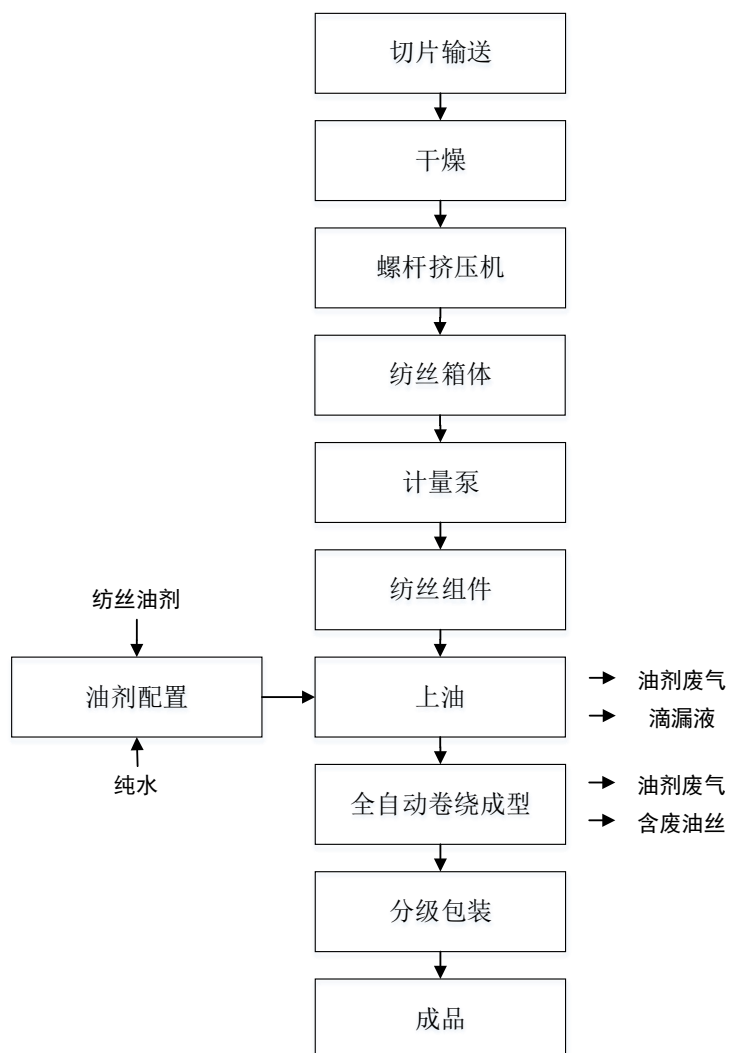 切片输送
干燥
螺杆挤压机
纺丝箱体
计量泵
纺丝组件
纺丝油剂
油剂配置
纯水
上油
油剂废气
滴漏液
全自动卷绕成型
油剂废气
含废油丝
分级包装
成品